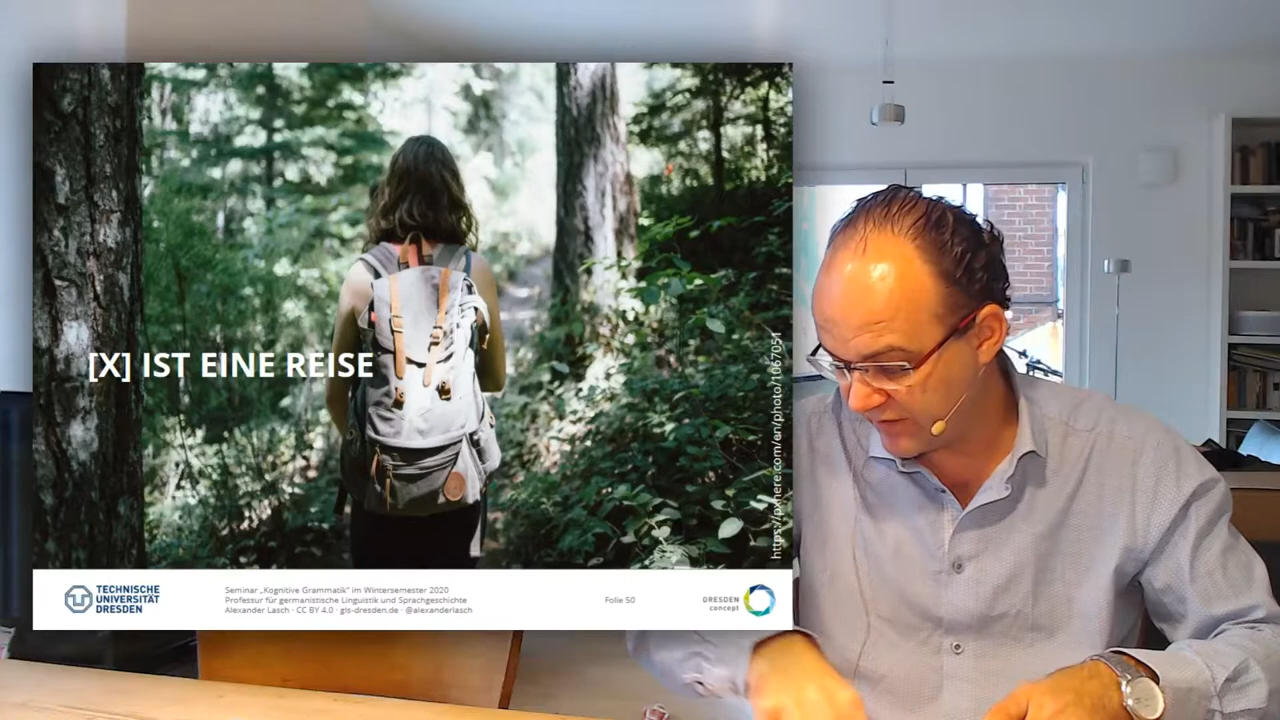 [X] IST EINE REISE
https://pxhere.com/en/photo/1067051
TECHNISCHE
UNIVERSITÄT
DRESDEN
Seminar „Kognitive Grammatik" im Wintersemester 2020
Professur für germanistische Linguistik und Sprachgeschichte
Alexander Lasch · CC BY 4.0 · gls-dresden.de · @alexanderlasch
Folie 50
DRESDEN
concept